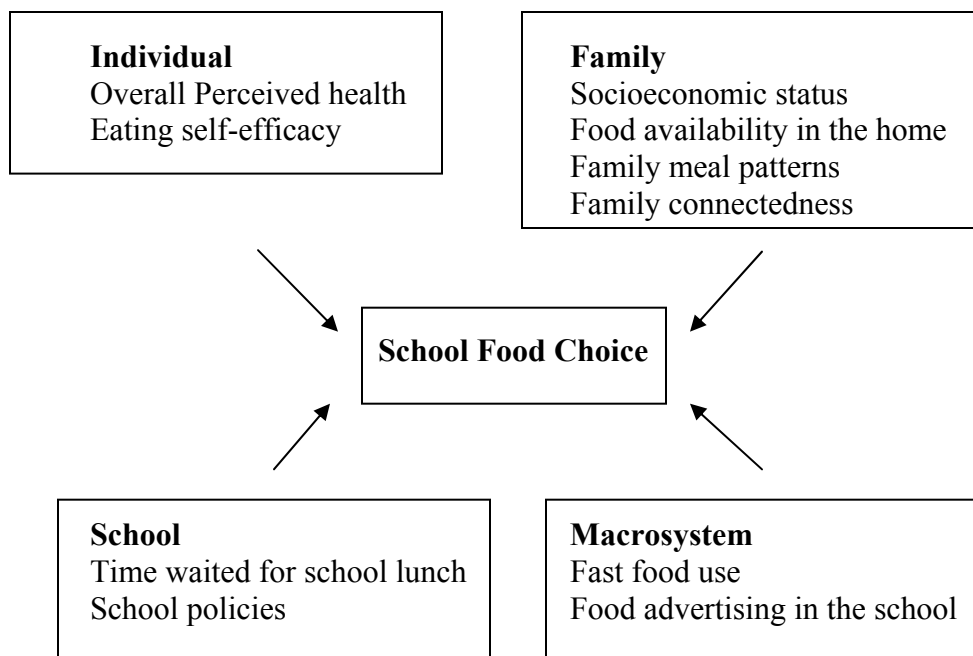 Individual
Overall Perceived health
Eating self-efficacy
Family
Socioeconomic status
Food availability in the home
Family meal patterns
Family connectedness
School Food Choice
School
Time waited for school lunch
School policies
Macrosystem
Fast food use
Food advertising in the school